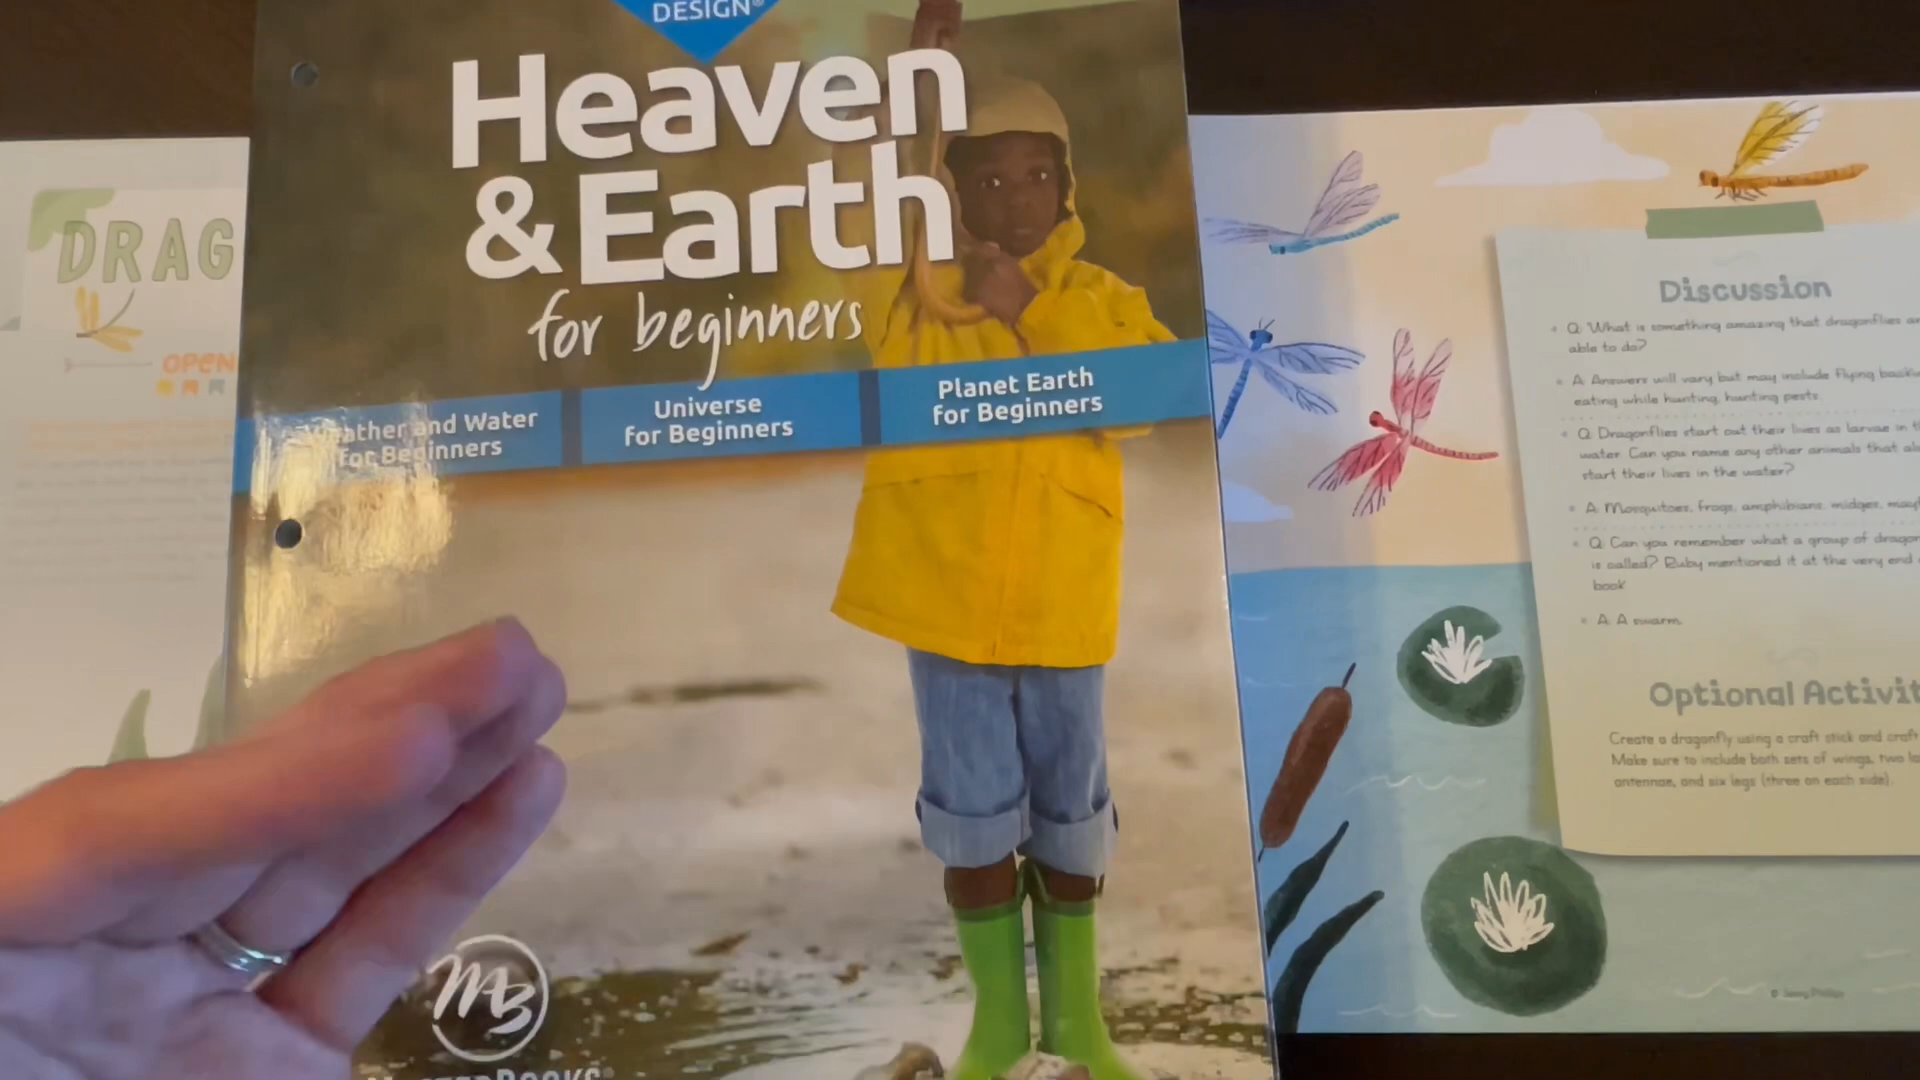 DESIGN®
Heaven
& Earth
for beginners
Weather and Water
for Beginners
Universe
for Beginners
Planet Earth
for Beginners
MB
MASTERBOOKS®
DRAG
OPEN
Discussion
Q: What is something amazing that dragonflies
able to do?
A: Answers will vary but may include flying
eating while hunting, hunting pests.
Q: Dragonflies start out their lives as larvae in
water. Can you name any other animals that
start their lives in the water?
A: Mosquitoes, frogs, amphibians, midges,
Q: Can you remember what a group of
is called? Ruby mentioned it at the very end
book
A: A swarm.
Optional Activit
Create a dragonfly using a craft stick and craft
Make sure to include both sets of wings, two
antennae, and six legs (three on each side).